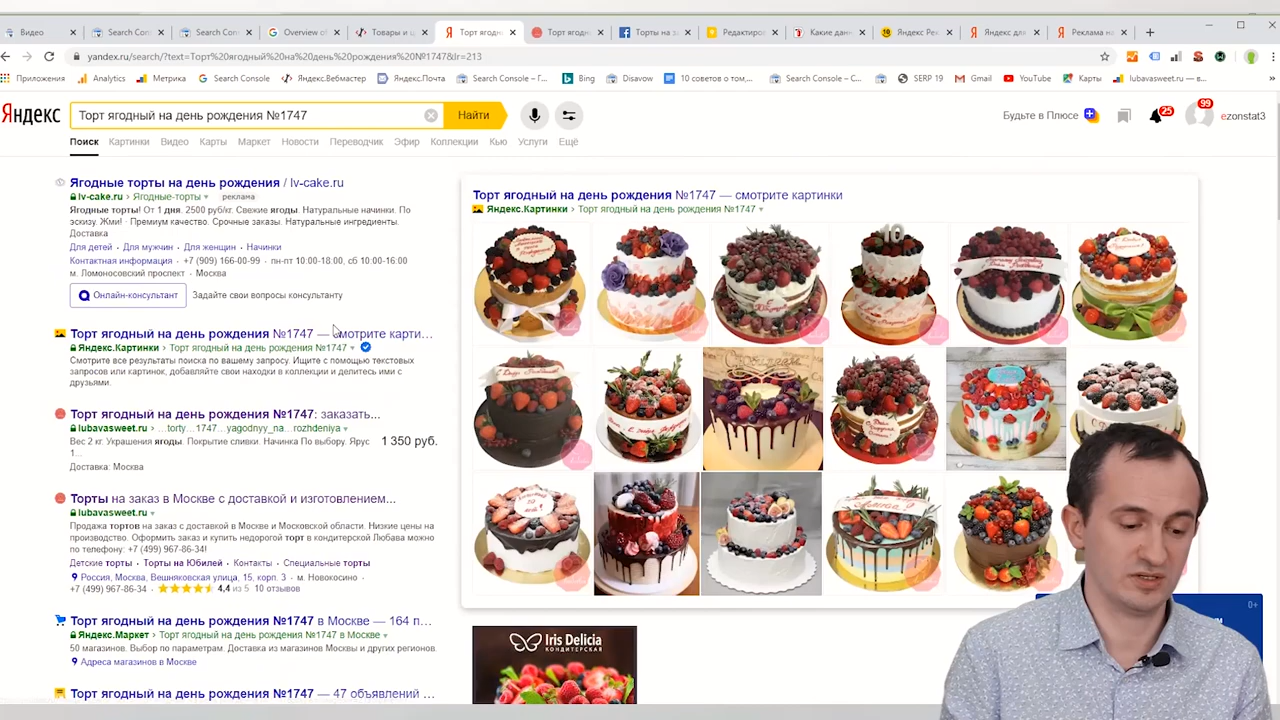 Видео
Search Con
Search Con
Overview of
Товары и ц
Торт ягодн
Торт ягодн
Торты на за
Редактиров
Какие данн
Яндекс Рек
Яндекс для
Реклама на
yandex.ru/search/?text=Торт%20ягодный%20на%20день%20рождения%20№1747&lr=213
Приложения
Analytics
Метрика
Search Console
Яндекс.Вебмастер
Яндекс.Почта
Search Console – Г...
Bing
Disavow
10 советов о том,...
Search Console – С...
SERP 19
Gmail
YouTube
Карты
lubavasweet.ru — в...
Яндекс
Торт ягодный на день рождения №1747
Найти
Будьте в Плюсе
25
99
ezonstat3
Поиск Картинки Видео Карты Маркет Новости Переводчик Эфир Коллекции Кью Услуги Ещё
Ягодные торты на день рождения / lv-cake.ru
lv-cake.ru › Ягодные-торты реклама
Ягодные торты! От 1 дня. 2500 руб/кг. Свежие ягоды. Натуральные начинки. По
эскизу. Жми! · Премиум качество. Срочные заказы. Натуральные ингредиенты.
Доставка
Для детей · Для мужчин · Для женщин · Начинки
Контактная информация · +7 (909) 166-00-99 · пн-пт 10:00-18:00, сб 10:00-16:00
м. Ломоносовский проспект · Москва
Онлайн-консультант
Задайте свои вопросы консультанту
Торт ягодный на день рождения №1747 — смотрите карти...
Яндекс.Картинки › Торт ягодный на день рождения №1747
Смотрите все результаты поиска по вашему запросу. Ищите с помощью текстовых
запросов или картинок, добавляйте свои находки в коллекции и делитесь ими с
друзьями.
Торт ягодный на день рождения №1747: заказать...
lubavasweet.ru › ...torty...1747...yagodnyy_na...rozhdeniya
Вес 2 кг. Украшения ягоды. Покрытие сливки. Начинка По выбору. Ярус
1...
1 350 руб.
Доставка: Москва
Торты на заказ в Москве с доставкой и изготовлением...
lubavasweet.ru
Продажа тортов на заказ с доставкой в Москве и Московской области. Низкие цены на
производство. Оформить заказ и купить недорогой торт в кондитерской Любава можно
по телефону: +7 (499) 967-86-34!
Детские торты · Торты на Юбилей · Контакты · Специальные торты
Россия, Москва, Вешняковская улица, 15, корп. 3 · м. Новокосино ·
+7 (499) 967-86-34 · 4,4 из 5 10 отзывов
Торт ягодный на день рождения №1747 в Москве — 164 п...
Яндекс.Маркет › Торт ягодный на день рождения №1747 в Москве
50 магазинов. Выбор по параметрам. Доставка из магазинов Москвы и других регионов.
Адреса магазинов в Москве
Торт ягодный на день рождения №1747 — 47 объявлений ...
Торт ягодный на день рождения №1747 — смотрите картинки
Яндекс.Картинки › Торт ягодный на день рождения №1747
10
Iris Delicia
КОНДИТЕРСКАЯ
0+